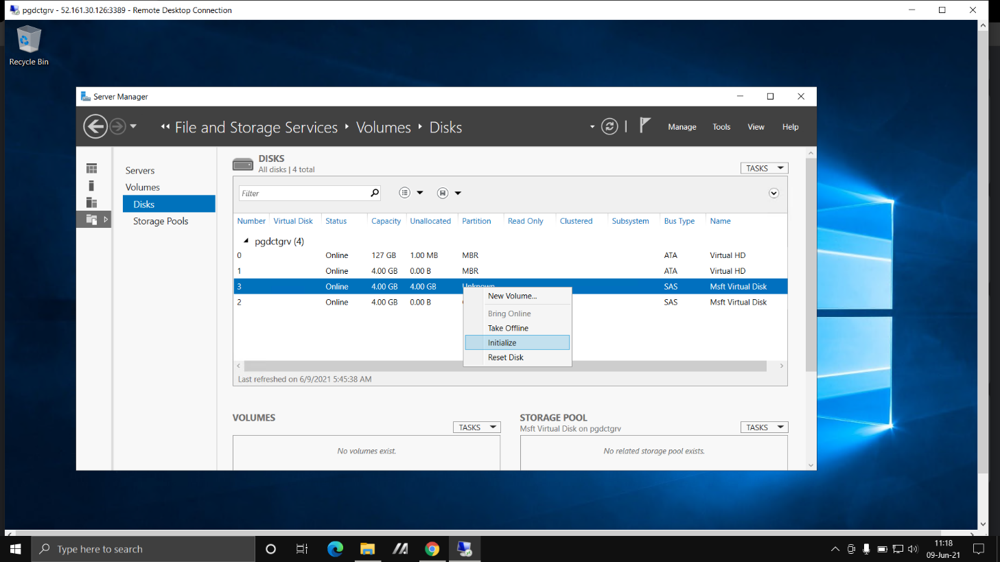 pgdctgrv - 52.161.30.126:3389 - Remote Desktop Connection
Recycle Bin
Server Manager
File and Storage Services Volumes Disks
Manage Tools View Help
Servers
Volumes
Disks
Storage Pools
DISKS
All disks | 4 total
TASKS
Filter
Number Virtual Disk Status Capacity Unallocated Partition Read Only Clustered Subsystem Bus Type Name
pgdctgrv (4)
0 Online 127 GB 1.00 MB MBR ATA Virtual HD
1 Online 4.00 GB 0.00 B MBR ATA Virtual HD
3 Online 4.00 GB 4.00 GB Unknown SAS Msft Virtual Disk
2 Online 4.00 GB 0.00 B SAS Msft Virtual Disk
New Volume...
Bring Online
Take Offline
Initialize
Reset Disk
Last refreshed on 6/9/2021 5:45:38 AM
VOLUMES
TASKS
No volumes exist.
STORAGE POOL
Msft Virtual Disk on pgdctgrv
TASKS
No related storage pool exists.
Type here to search
11:18
09-Jun-21